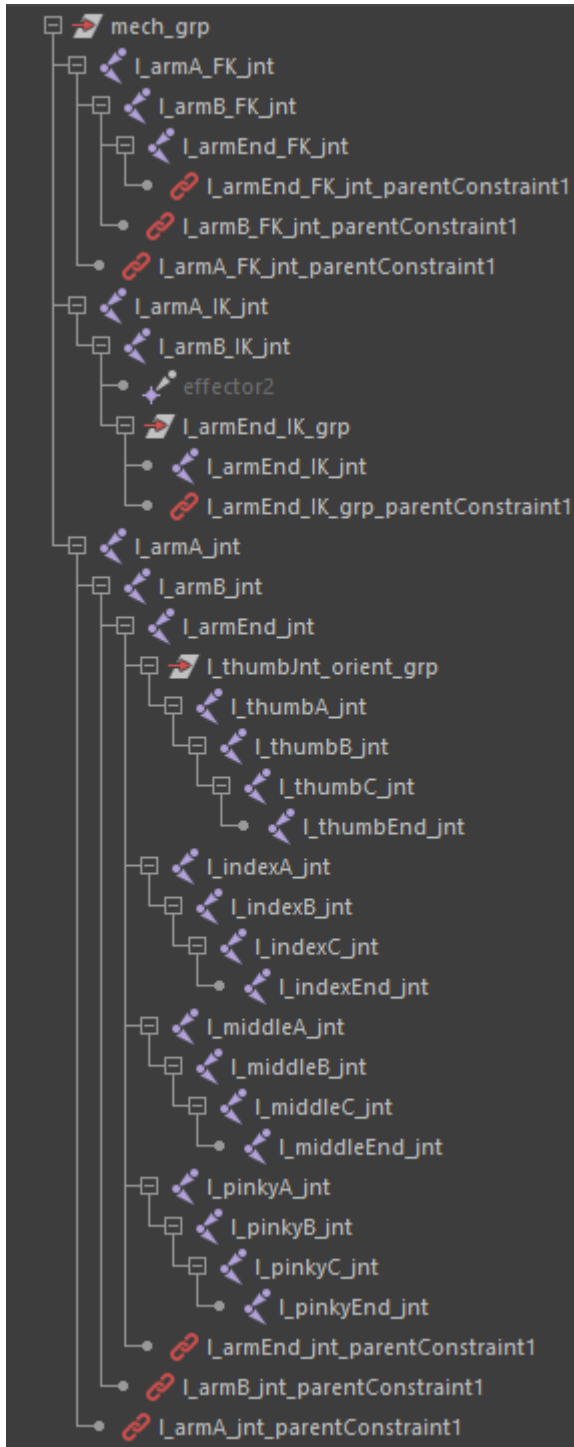 mech_grp
l_armA_FK_jnt
l_armB_FK_jnt
l_armEnd_FK_jnt
l_armEnd_FK_jnt_parentConstraint1
l_armB_FK_jnt_parentConstraint1
l_armA_FK_jnt_parentConstraint1
l_armA_IK_jnt
l_armB_IK_jnt
effector2
l_armEnd_IK_grp
l_armEnd_IK_jnt
l_armEnd_IK_grp_parentConstraint1
l_armA_jnt
l_armB_jnt
l_armEnd_jnt
l_thumbJnt_orient_grp
l_thumbA_jnt
l_thumbB_jnt
l_thumbC_jnt
l_thumbEnd_jnt
l_indexA_jnt
l_indexB_jnt
l_indexC_jnt
l_indexEnd_jnt
l_middleA_jnt
l_middleB_jnt
l_middleC_jnt
l_middleEnd_jnt
l_pinkyA_jnt
l_pinkyB_jnt
l_pinkyC_jnt
l_pinkyEnd_jnt
l_armEnd_jnt_parentConstraint1
l_armB_jnt_parentConstraint1
l_armA_jnt_parentConstraint1